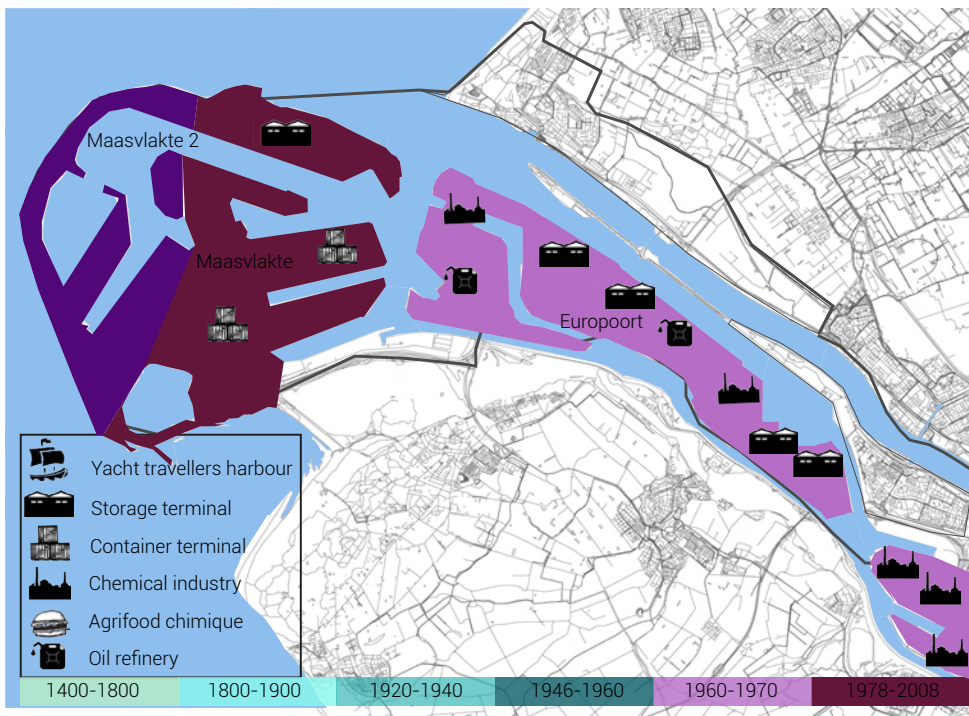 Maasvlakte 2
Maasvlakte
Europoort
Yacht travellers harbour
Storage terminal
Container terminal
Chemical industry
Agrifood chimique
Oil refinery
1400-1800
1800-1900
1920-1940
1946-1960
1960-1970
1978-2008